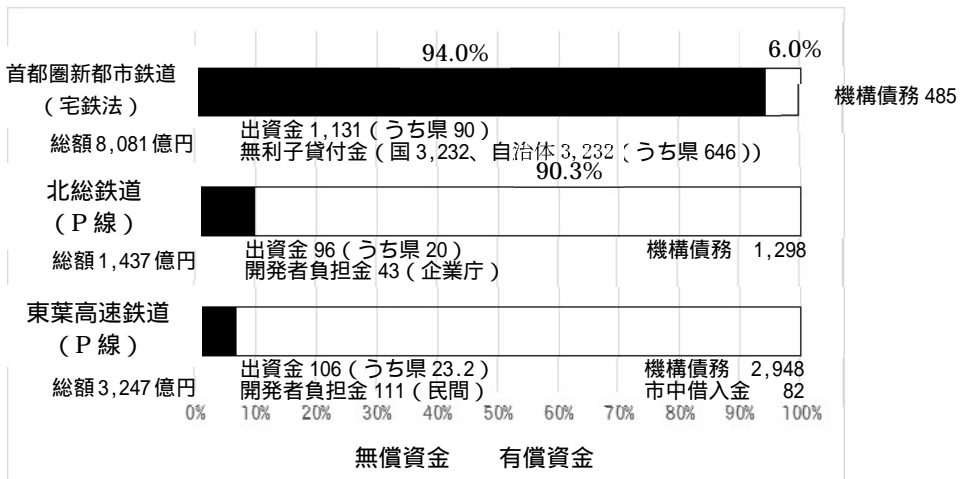 94.0%
6.0%
首都圏新都市鉄道
（宅鉄法）
機構債務 485
総額 8,081 億円
出資金 1,131（うち県 90）
無利子貸付金（国 3,232、自治体 3,232（うち県 646））
90.3%
北総鉄道
（Ｐ線）
総額 1,437 億円
出資金 96（うち県 20）
機構債務 1,298
開発者負担金 43（企業庁）
東葉高速鉄道
（Ｐ線）
総額 3,247 億円
出資金 106（うち県 23.2）
機構債務 2,948
開発者負担金 111（民間）
市中借入金 82
0% 10% 20% 30% 40% 50% 60% 70% 80% 90% 100%
無償資金 有償資金